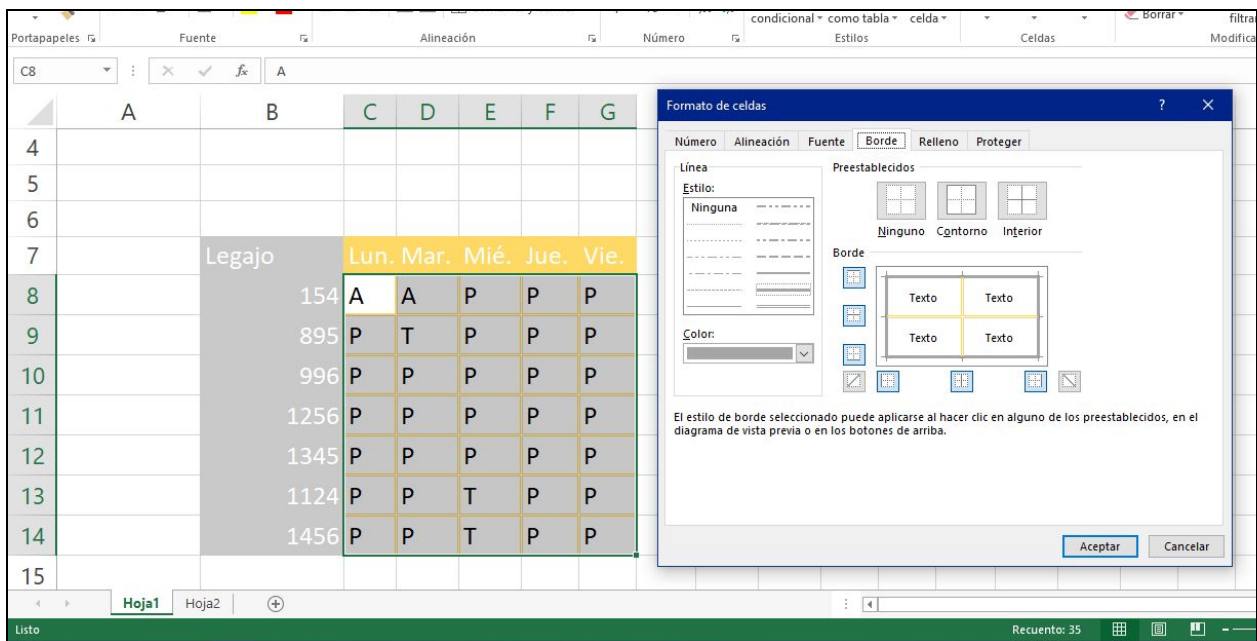 condicional como tabla celda
Borrar
filtra
Portapapeles
Fuente
Alineación
Número
Estilos
Celdas
Modifica
C8
fx
A
A B C D E F G
4
5
6
7 Legajo Lun. Mar. Mié. Jue. Vie.
8 154 A A P P P
9 895 P T P P P
10 996 P P P P P
11 1256 P P P P P
12 1345 P P P P P
13 1124 P P T P P
14 1456 P P T P P
15
Formato de celdas ? ×
Número Alineación Fuente Borde Relleno Proteger
Línea
Estilo:
Ninguna
Color:
Preestablecidos
Ninguno Contorno Interior
Borde
Texto Texto
Texto Texto
El estilo de borde seleccionado puede aplicarse al hacer clic en alguno de los preestablecidos, en el
diagrama de vista previa o en los botones de arriba.
Aceptar Cancelar
Hoja1 Hoja2
Listo
Recuento: 35